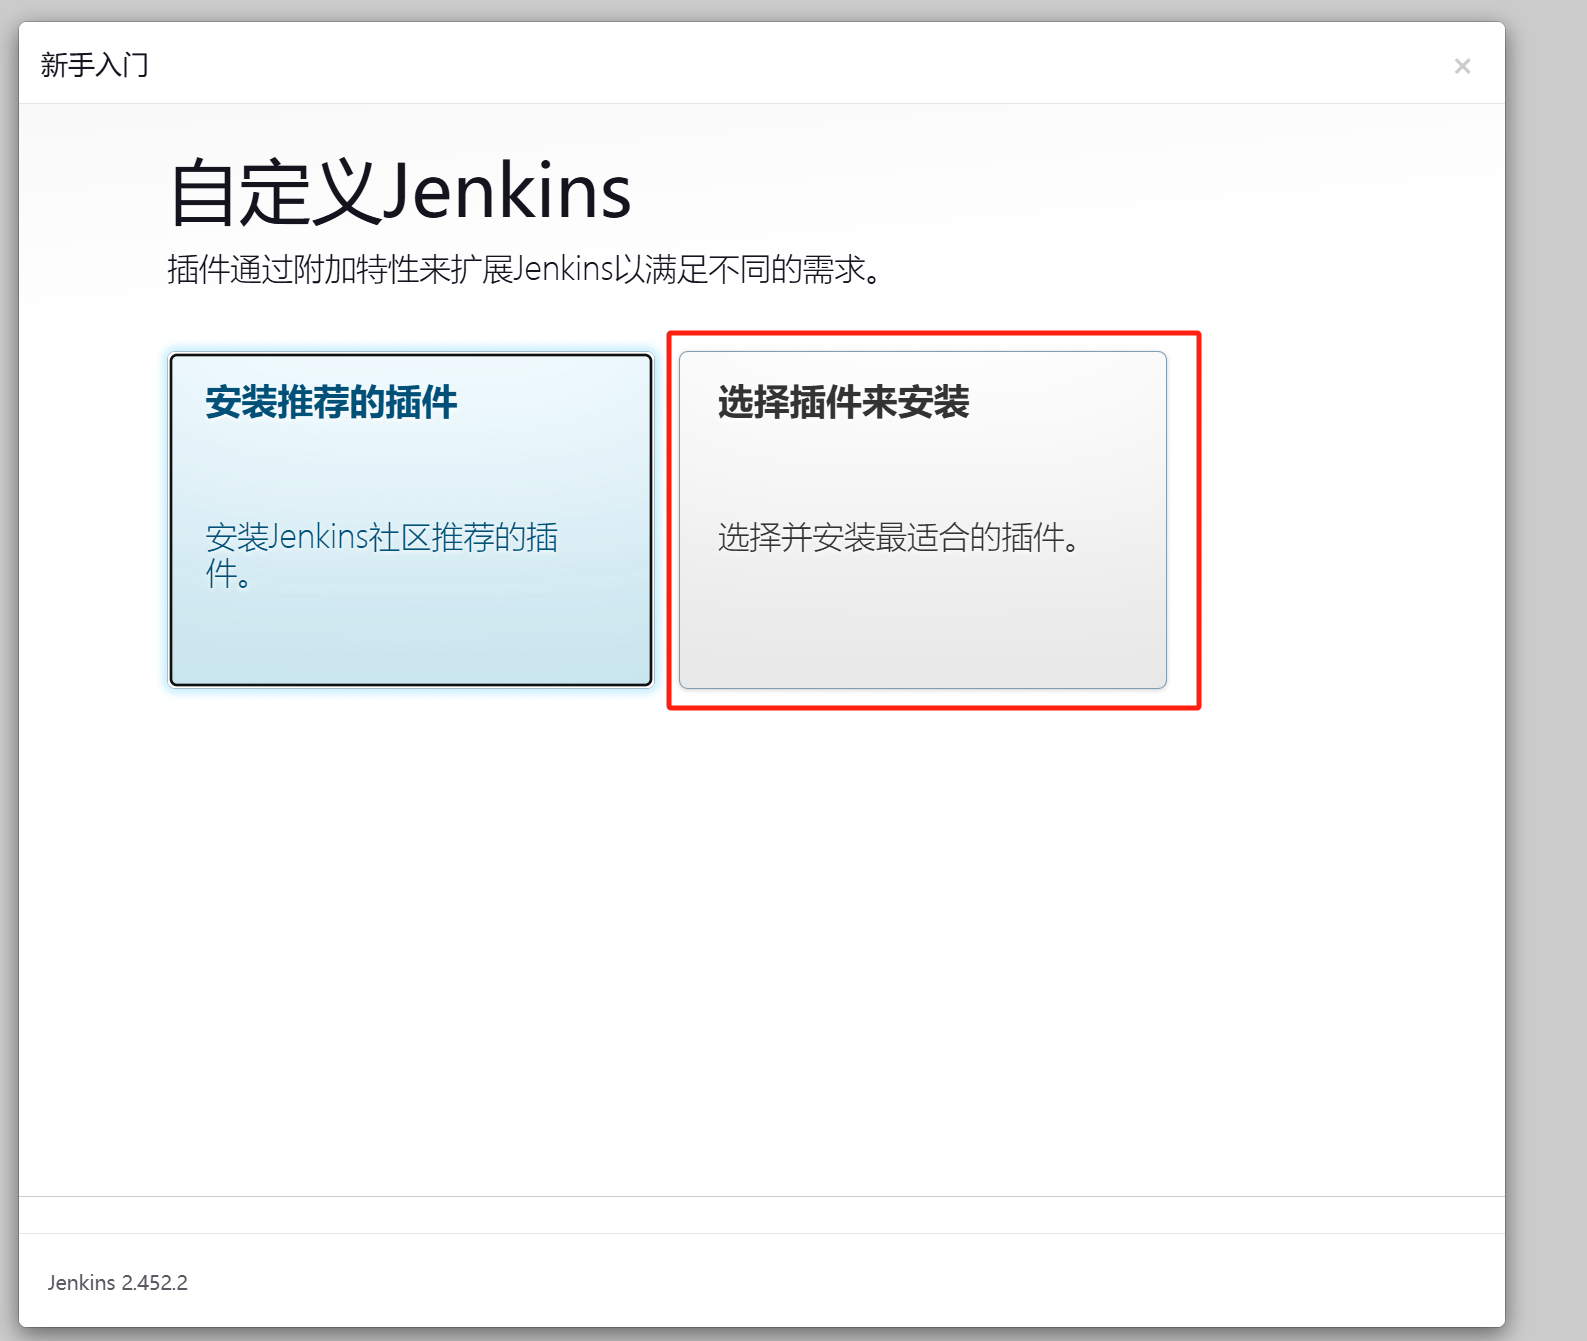 新手入门
×
自定义Jenkins
插件通过附加特性来扩展Jenkins以满足不同的需求。
安装推荐的插件
安装Jenkins社区推荐的插
件。
选择插件来安装
选择并安装最适合的插件。
Jenkins 2.452.2